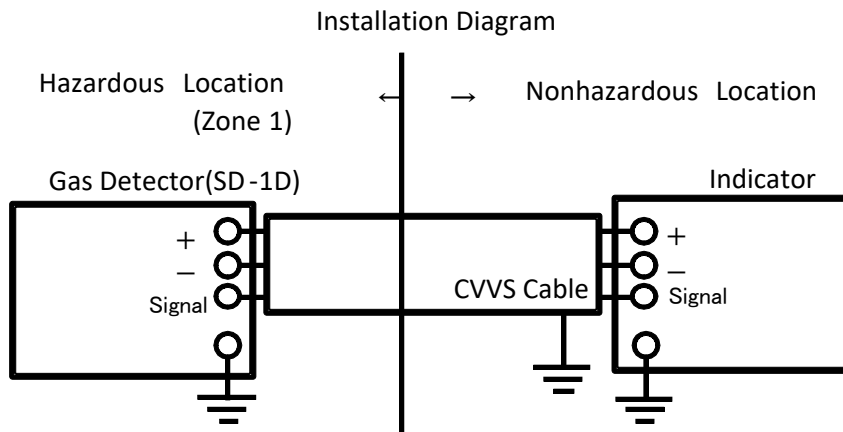 Installation Diagram
Hazardous Location
(Zone 1)
← →
Nonhazardous Location
Gas Detector(SD-1D)
Indicator
+
−
Signal
CVVS Cable
+
−
Signal